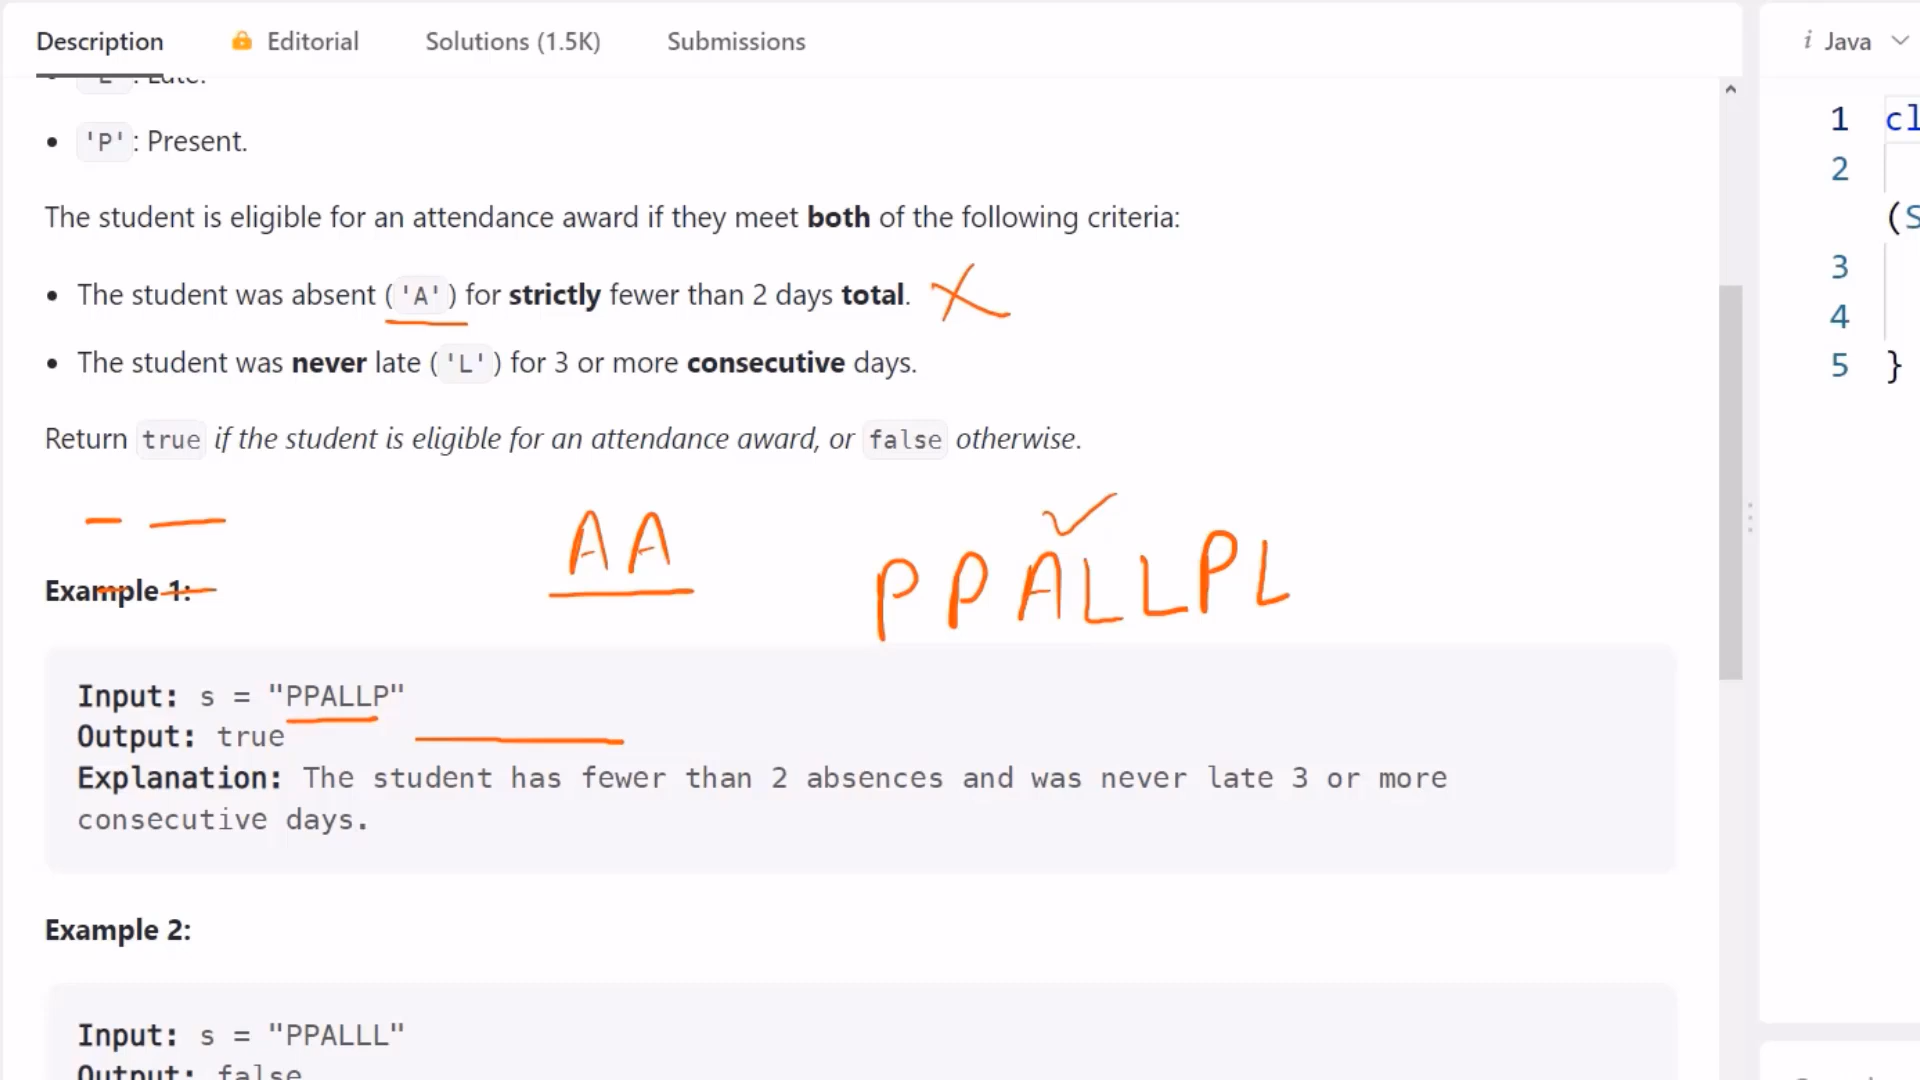 Description Editorial Solutions (1.5K) Submissions
'L' : Late.
'P' : Present.
The student is eligible for an attendance award if they meet both of the following criteria:
The student was absent ('A') for strictly fewer than 2 days total.
The student was never late ('L') for 3 or more consecutive days.
Return true if the student is eligible for an attendance award, or false otherwise.
AA
PPALLPL
Example 1:
Input: s = "PPALLP"
Output: true
Explanation: The student has fewer than 2 absences and was never late 3 or more
consecutive days.
Example 2:
Input: s = "PPALLL"
Output: false
i Java
1 cl
2
(S
3
4
5 }